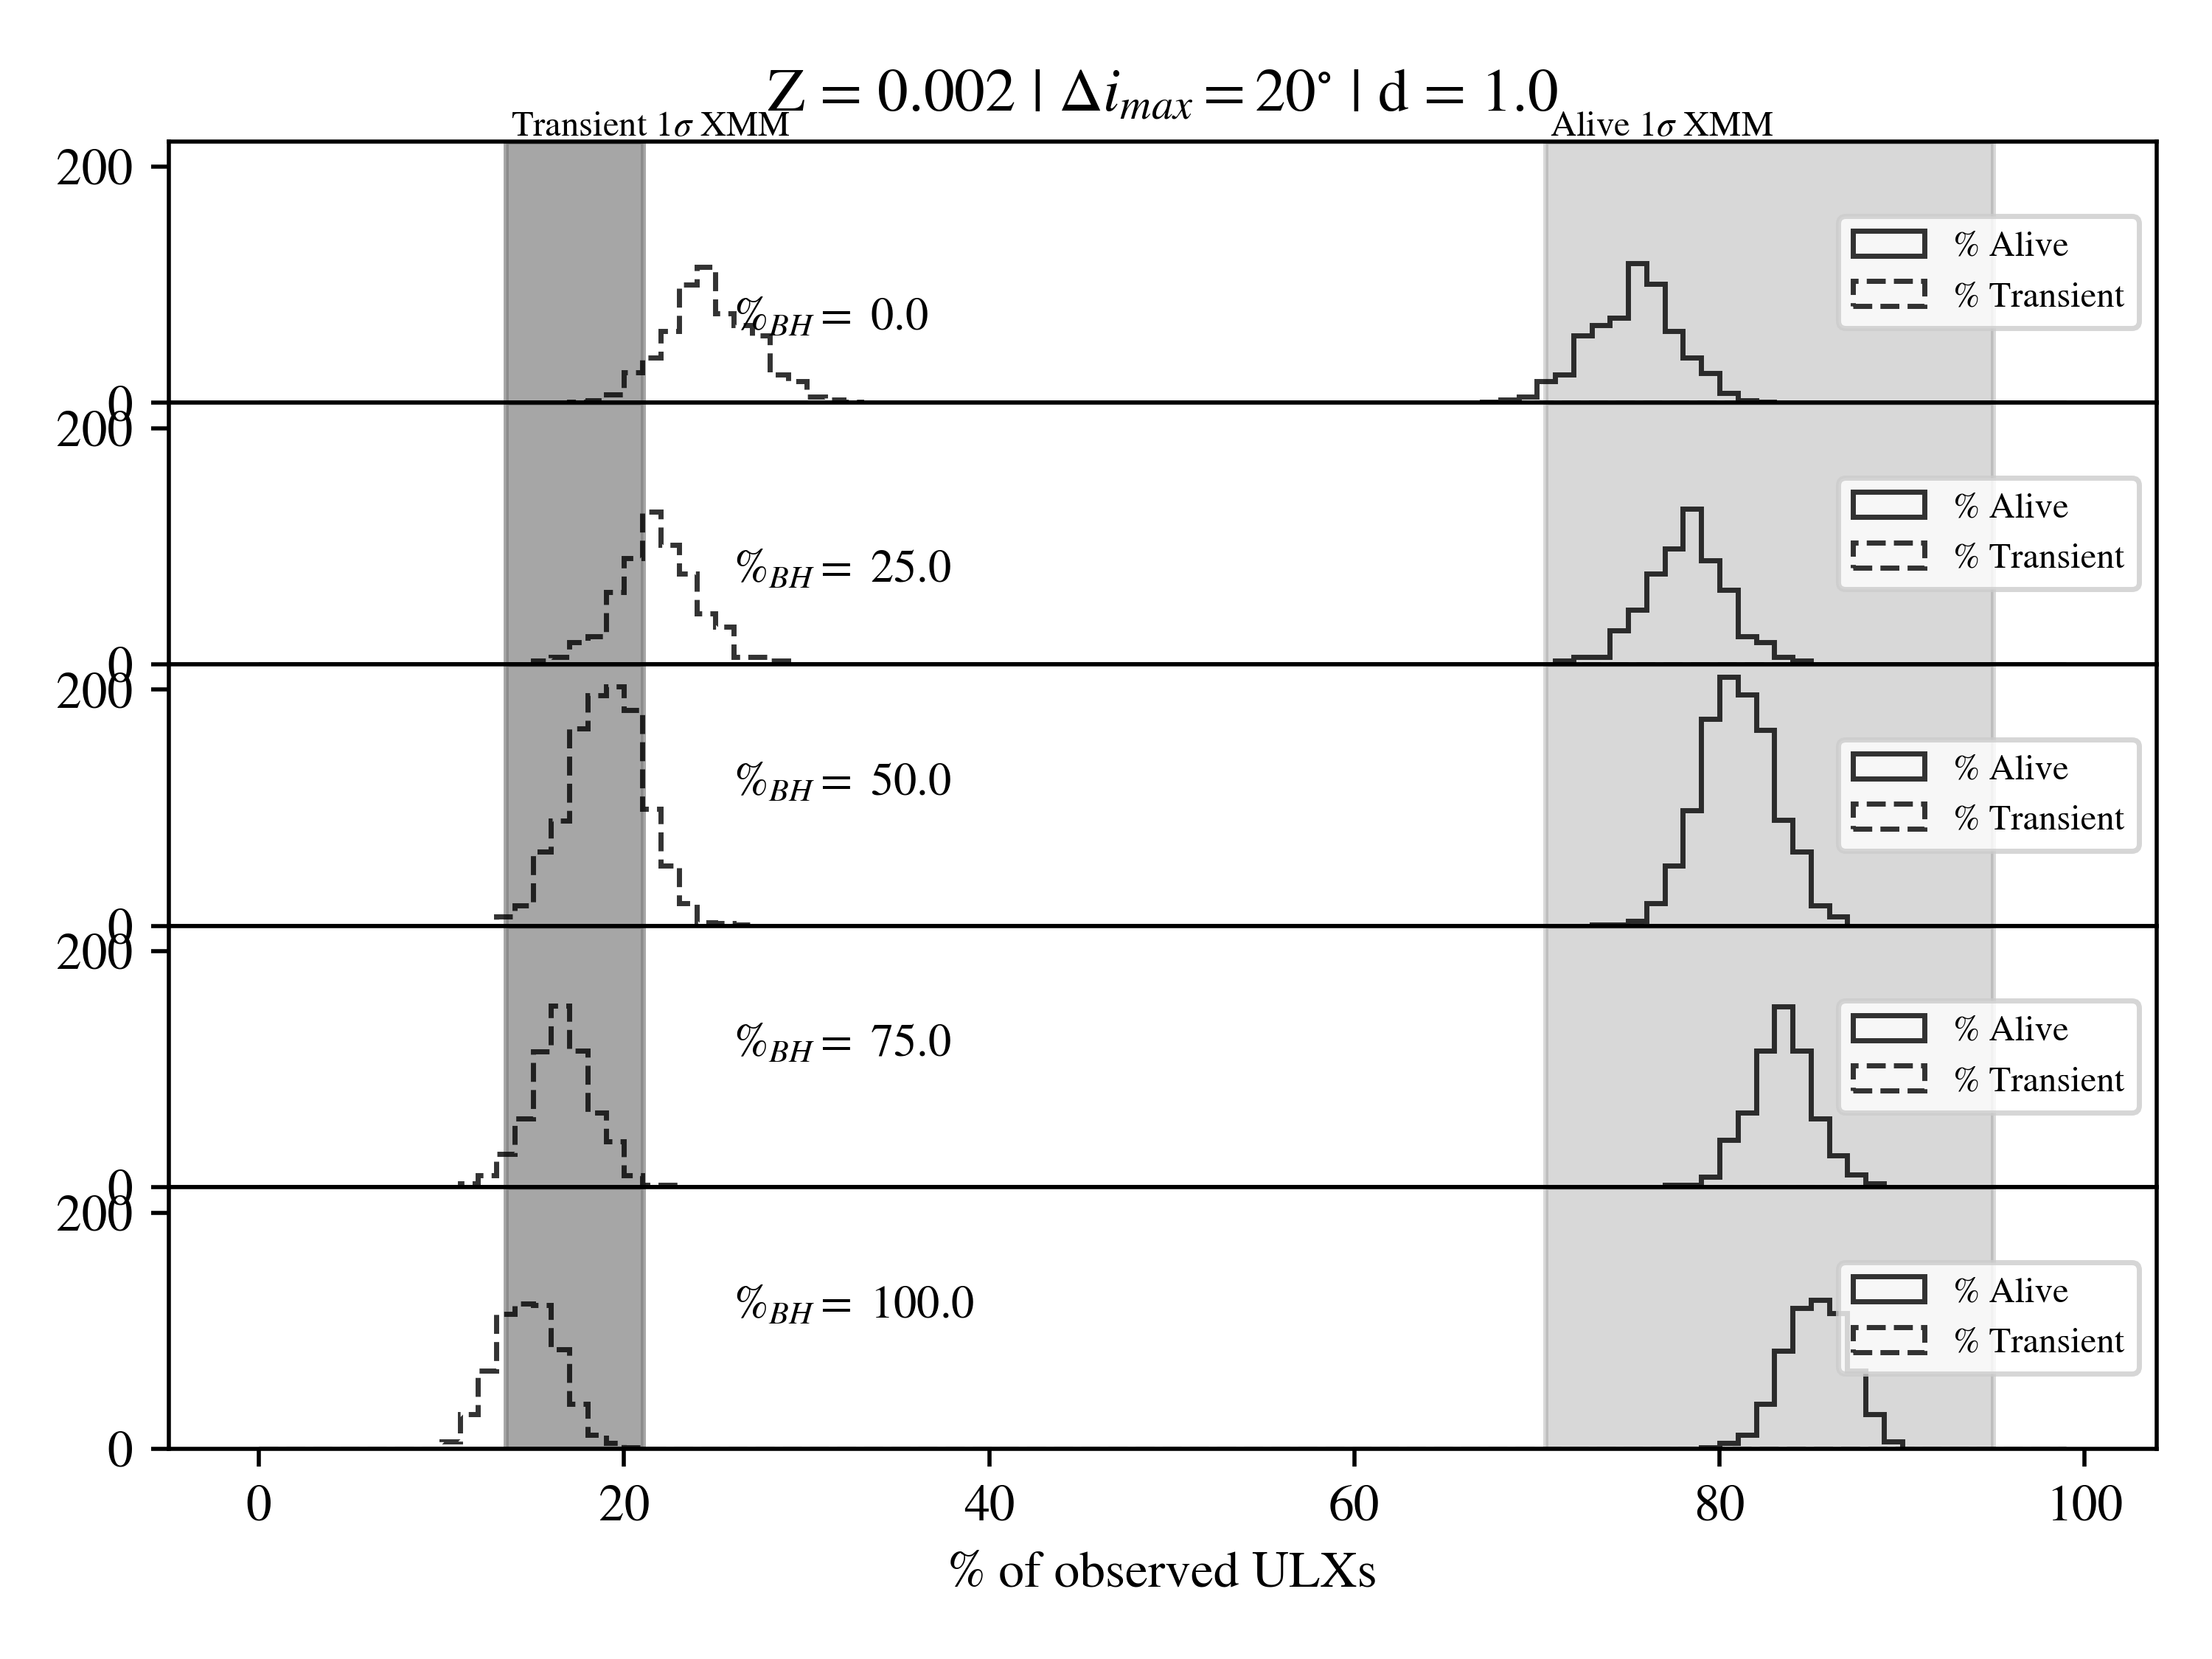 Z = 0.002 | Δi_max = 20° | d = 1.0
Transient 1σ XMM
Alive 1σ XMM
200
% Alive
% Transient
%_BH = 0.0
0
200
% Alive
% Transient
%_BH = 25.0
0
200
% Alive
% Transient
%_BH = 50.0
0
200
% Alive
% Transient
%_BH = 75.0
0
200
% Alive
% Transient
%_BH = 100.0
0
0 20 40 60 80 100
% of observed ULXs